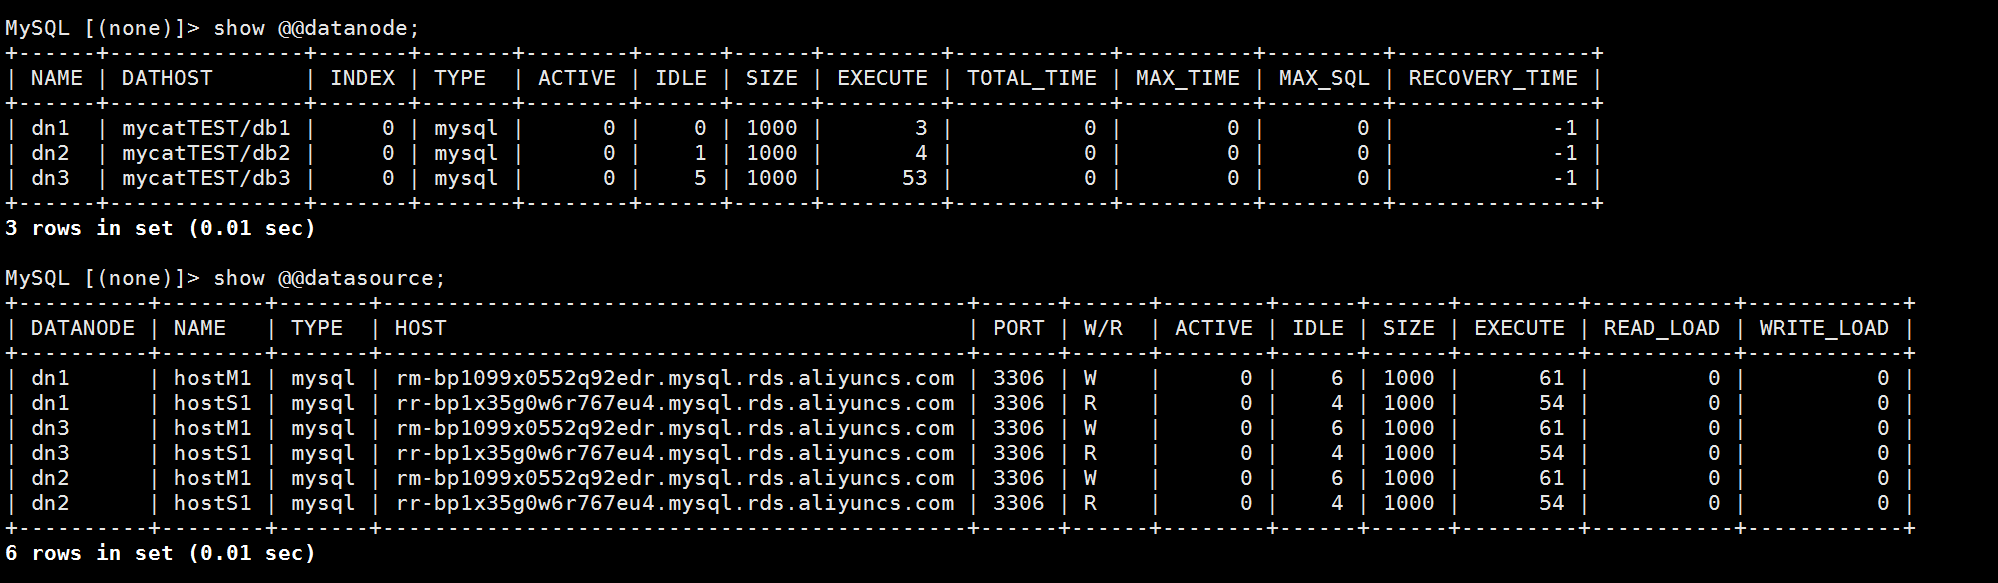 MySQL [(none)]> show @@datanode;
+------+---------------+-------+-------+--------+------+------+---------+------------+----------+---------+---------------+
| NAME | DATHOST       | INDEX | TYPE  | ACTIVE | IDLE | SIZE | EXECUTE | TOTAL_TIME | MAX_TIME | MAX_SQL | RECOVERY_TIME |
+------+---------------+-------+-------+--------+------+------+---------+------------+----------+---------+---------------+
| dn1  | mycatTEST/db1 |     0 | mysql |      0 |    0 | 1000 |       3 |          0 |        0 |       0 |            -1 |
| dn2  | mycatTEST/db2 |     0 | mysql |      0 |    1 | 1000 |       4 |          0 |        0 |       0 |            -1 |
| dn3  | mycatTEST/db3 |     0 | mysql |      0 |    5 | 1000 |      53 |          0 |        0 |       0 |            -1 |
+------+---------------+-------+-------+--------+------+------+---------+------------+----------+---------+---------------+
3 rows in set (0.01 sec)
MySQL [(none)]> show @@datasource;
+----------+--------+-------+---------------------------------------------+------+------+--------+------+------+---------+-----------+------------+
| DATANODE | NAME   | TYPE  | HOST                                        | PORT | W/R  | ACTIVE | IDLE | SIZE | EXECUTE | READ_LOAD | WRITE_LOAD |
+----------+--------+-------+---------------------------------------------+------+------+--------+------+------+---------+-----------+------------+
| dn1      | hostM1 | mysql | rm-bp1099x0552q92edr.mysql.rds.aliyuncs.com | 3306 | W    |      0 |    6 | 1000 |      61 |         0 |          0 |
| dn1      | hostS1 | mysql | rr-bp1x35g0w6r767eu4.mysql.rds.aliyuncs.com | 3306 | R    |      0 |    4 | 1000 |      54 |         0 |          0 |
| dn3      | hostM1 | mysql | rm-bp1099x0552q92edr.mysql.rds.aliyuncs.com | 3306 | W    |      0 |    6 | 1000 |      61 |         0 |          0 |
| dn3      | hostS1 | mysql | rr-bp1x35g0w6r767eu4.mysql.rds.aliyuncs.com | 3306 | R    |      0 |    4 | 1000 |      54 |         0 |          0 |
| dn2      | hostM1 | mysql | rm-bp1099x0552q92edr.mysql.rds.aliyuncs.com | 3306 | W    |      0 |    6 | 1000 |      61 |         0 |          0 |
| dn2      | hostS1 | mysql | rr-bp1x35g0w6r767eu4.mysql.rds.aliyuncs.com | 3306 | R    |      0 |    4 | 1000 |      54 |         0 |          0 |
+----------+--------+-------+---------------------------------------------+------+------+--------+------+------+---------+-----------+------------+
6 rows in set (0.01 sec)